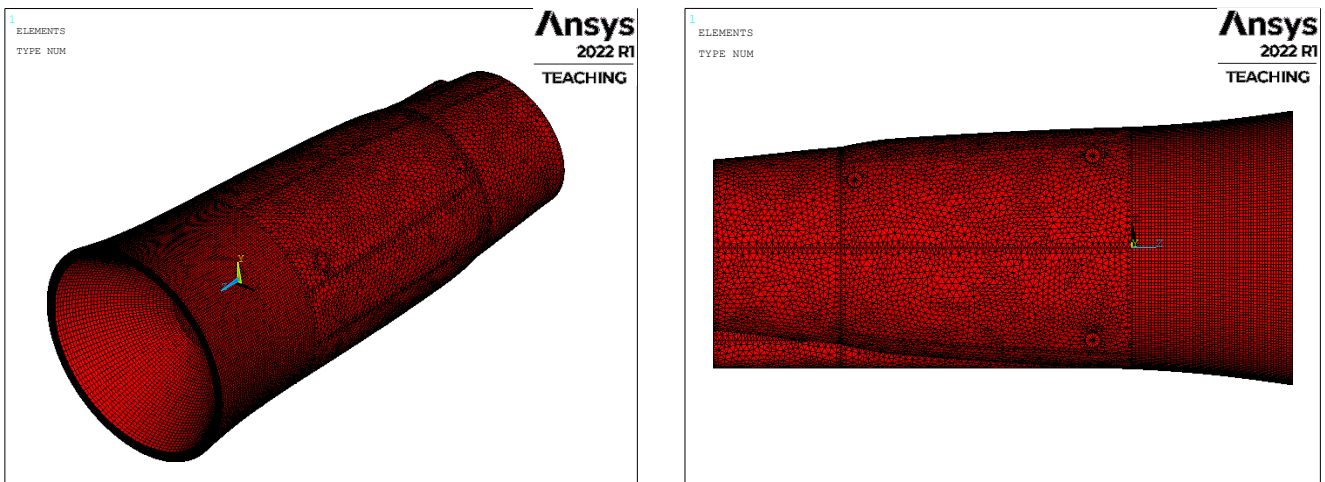 1
ELEMENTS
TYPE NUM
Ansys
2022 R1
TEACHING
Y
1
ELEMENTS
TYPE NUM
Ansys
2022 R1
TEACHING
Y
Z